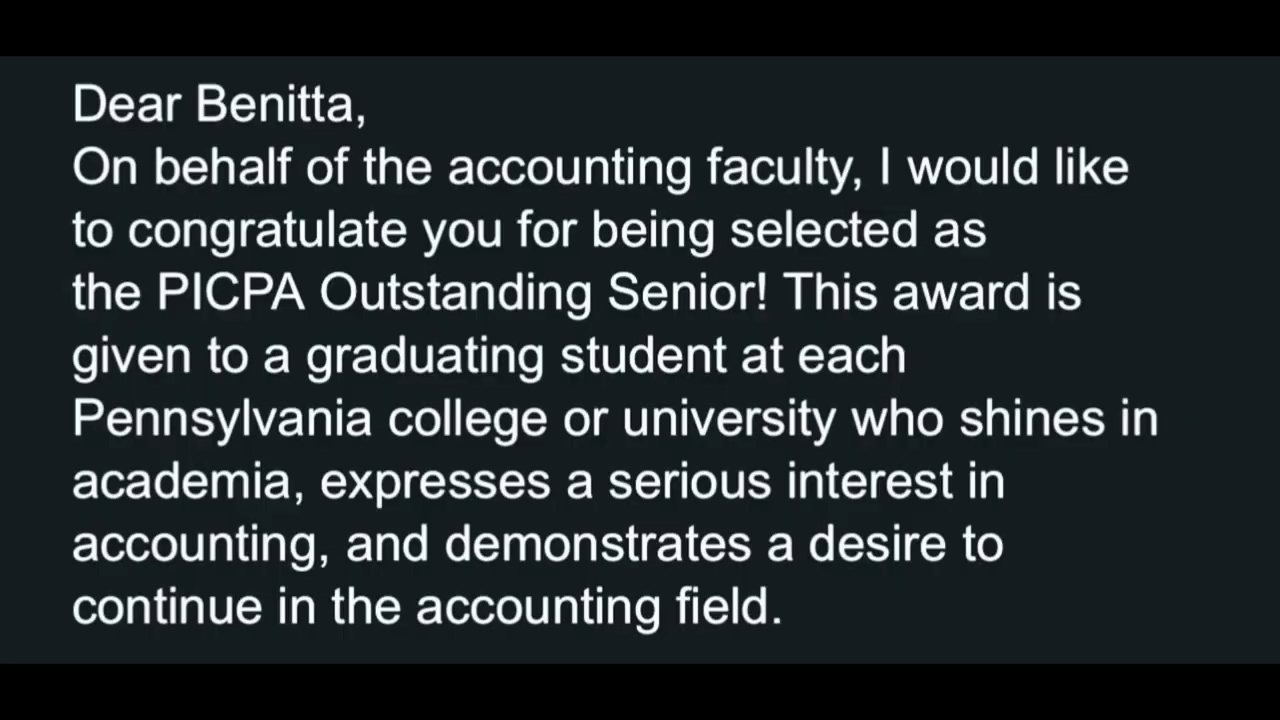 Dear Benitta,
On behalf of the accounting faculty, I would like
to congratulate you for being selected as
the PICPA Outstanding Senior! This award is
given to a graduating student at each
Pennsylvania college or university who shines in
academia, expresses a serious interest in
accounting, and demonstrates a desire to
continue in the accounting field.